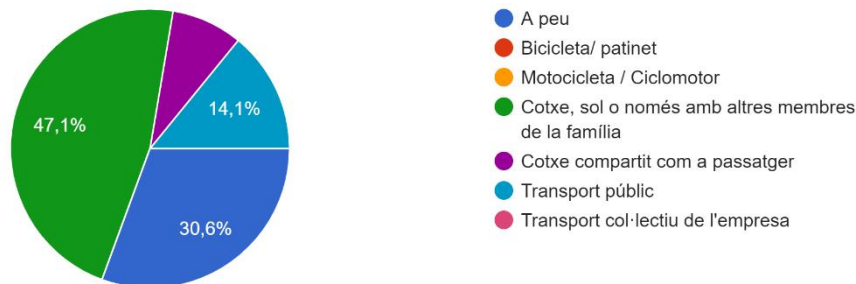 47,1%
14,1%
30,6%
A peu
Bicicleta/ patinet
Motocicleta / Ciclomotor
Cotxe, sol o només amb altres membres
de la família
Cotxe compartit com a passatger
Transport públic
Transport col·lectiu de l'empresa